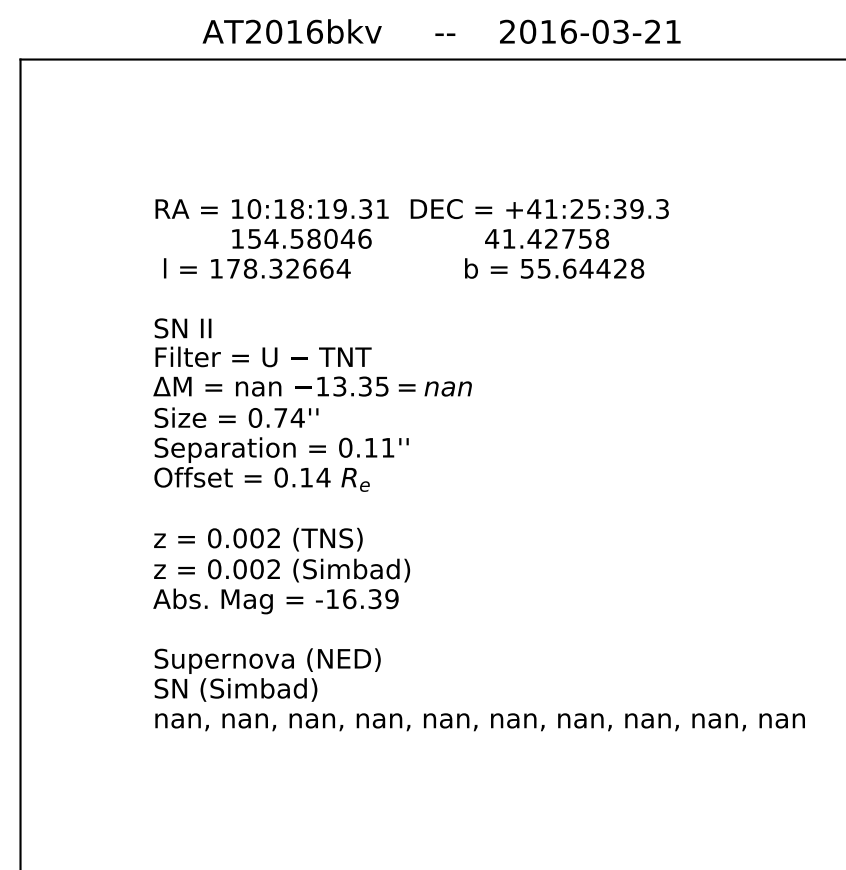 AT2016bkv -- 2016-03-21
RA = 10:18:19.31 DEC = +41:25:39.3
154.58046 41.42758
l = 178.32664 b = 55.64428
SN II
Filter = U − TNT
ΔM = nan −13.35 = nan
Size = 0.74''
Separation = 0.11''
Offset = 0.14 Re
z = 0.002 (TNS)
z = 0.002 (Simbad)
Abs. Mag = -16.39
Supernova (NED)
SN (Simbad)
nan, nan, nan, nan, nan, nan, nan, nan, nan, nan